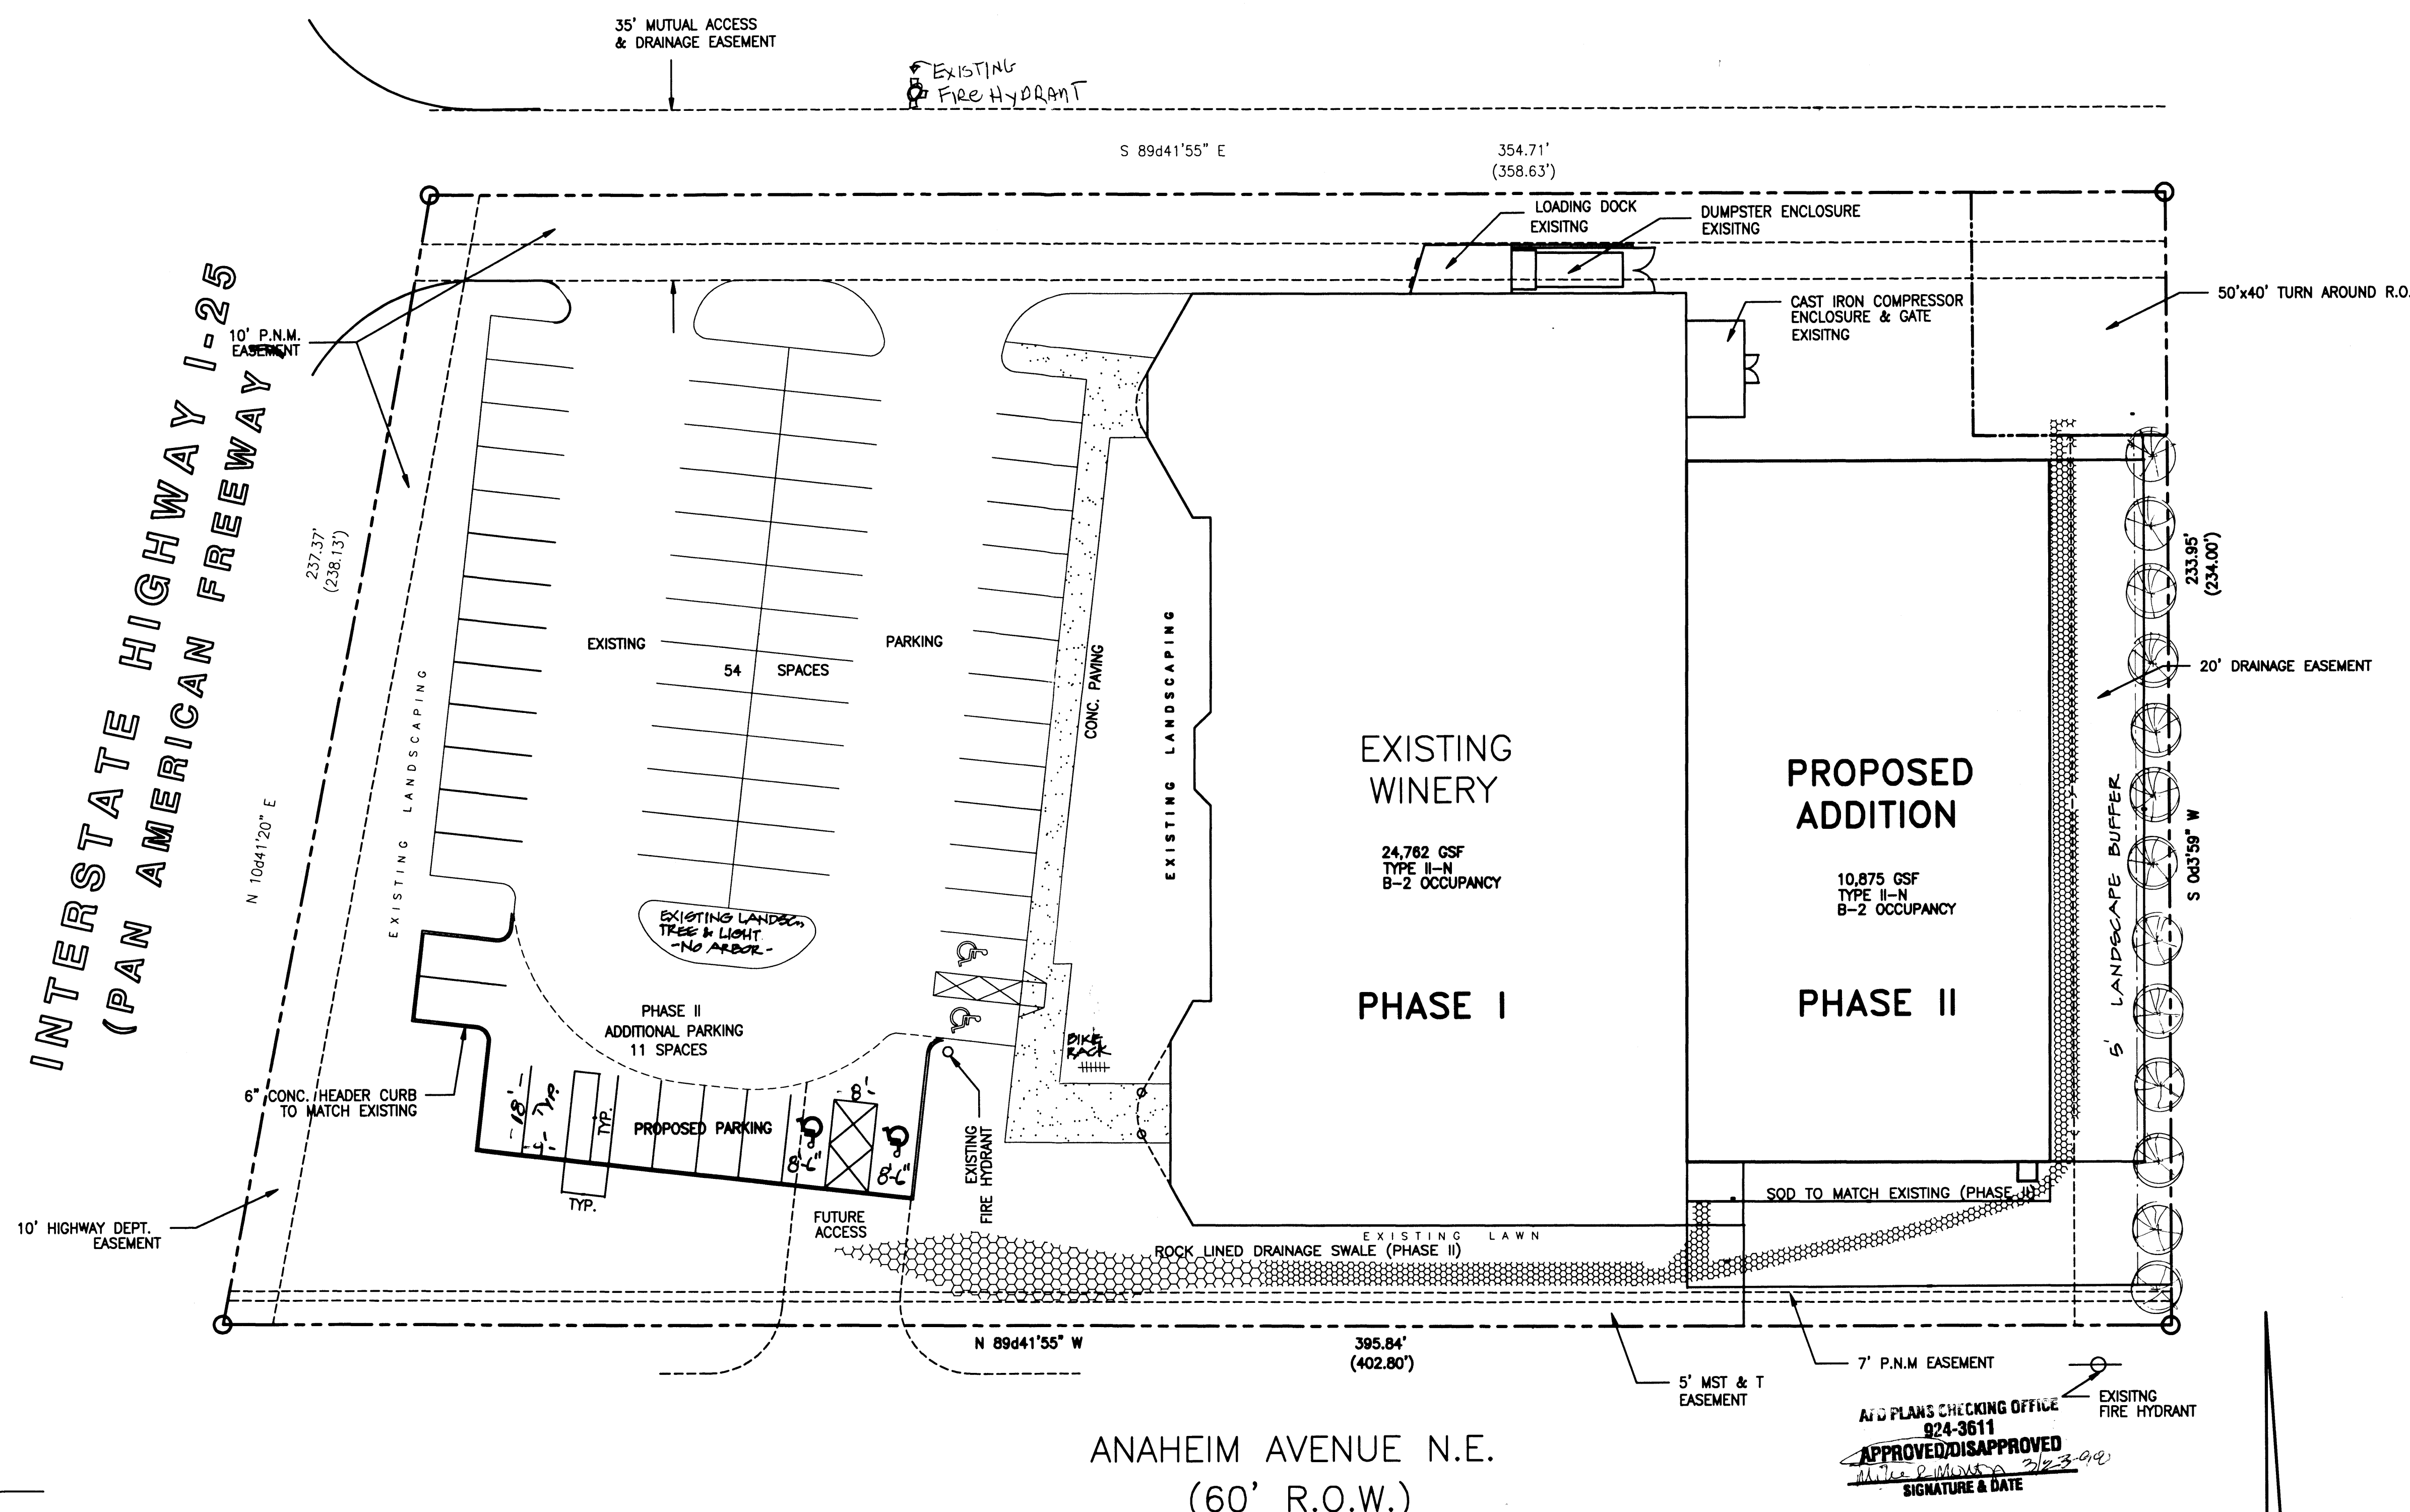 35' MUTUAL ACCESS
& DRAINAGE EASEMENT
EXISTING
FIRE HYDRANT
S 89d41'55" E
354.71'
(358.63')
LOADING DOCK
EXISITNG
DUMPSTER ENCLOSURE
EXISITNG
CAST IRON COMPRESSOR
ENCLOSURE & GATE
EXISITNG
50'x40' TURN AROUND R.O.
10' P.N.M.
EASEMENT
INTERSTATE HIGHWAY I-25
(PAN AMERICAN FREEWAY)
237.37'
(238.13')
N 10d41'20" E
EXISTING LANDSCAPING
EXISTING
PARKING
54 SPACES
CONC. PAVING
EXISTING LANDSCAPING
EXISTING
WINERY
24,762 GSF
TYPE II-N
B-2 OCCUPANCY
PHASE I
PROPOSED
ADDITION
10,875 GSF
TYPE II-N
B-2 OCCUPANCY
PHASE II
233.95'
(234.00')
20' DRAINAGE EASEMENT
5' LANDSCAPE BUFFER
S 0d3'59" W
EXISTING LANDSC,
TREE & LIGHT
-NO ARBOR-
PHASE II
ADDITIONAL PARKING
11 SPACES
BIKE
RACK
6" CONC. HEADER CURB
TO MATCH EXISTING
-18'-
TYP.
-9'-
TYP.
PROPOSED PARKING
8'-6"
-8'-
8'-6"
TYP.
EXISTING
FIRE HYDRANT
FUTURE
ACCESS
10' HIGHWAY DEPT.
EASEMENT
SOD TO MATCH EXISTING (PHASE II)
EXISTING LAWN
ROCK LINED DRAINAGE SWALE (PHASE II)
N 89d41'55" W
395.84'
(402.80')
7' P.N.M EASEMENT
5' MST & T
EASEMENT
EXISITNG
FIRE HYDRANT
AFD PLANS CHECKING OFFICE
924-3611
APPROVED/DISAPPROVED
SIGNATURE & DATE
ANAHEIM AVENUE N.E.
(60' R.O.W.)